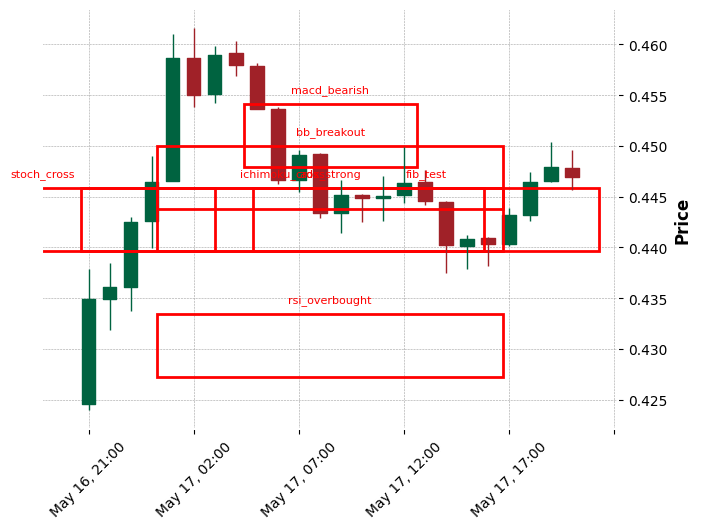 macd_bearish
bb_breakout
stoch_cross
fib_test
rsi_overbought
0.460
0.455
0.450
0.445
0.440
0.435
0.430
0.425
Price
May 16, 21:00
May 17, 02:00
May 17, 07:00
May 17, 12:00
May 17, 17:00